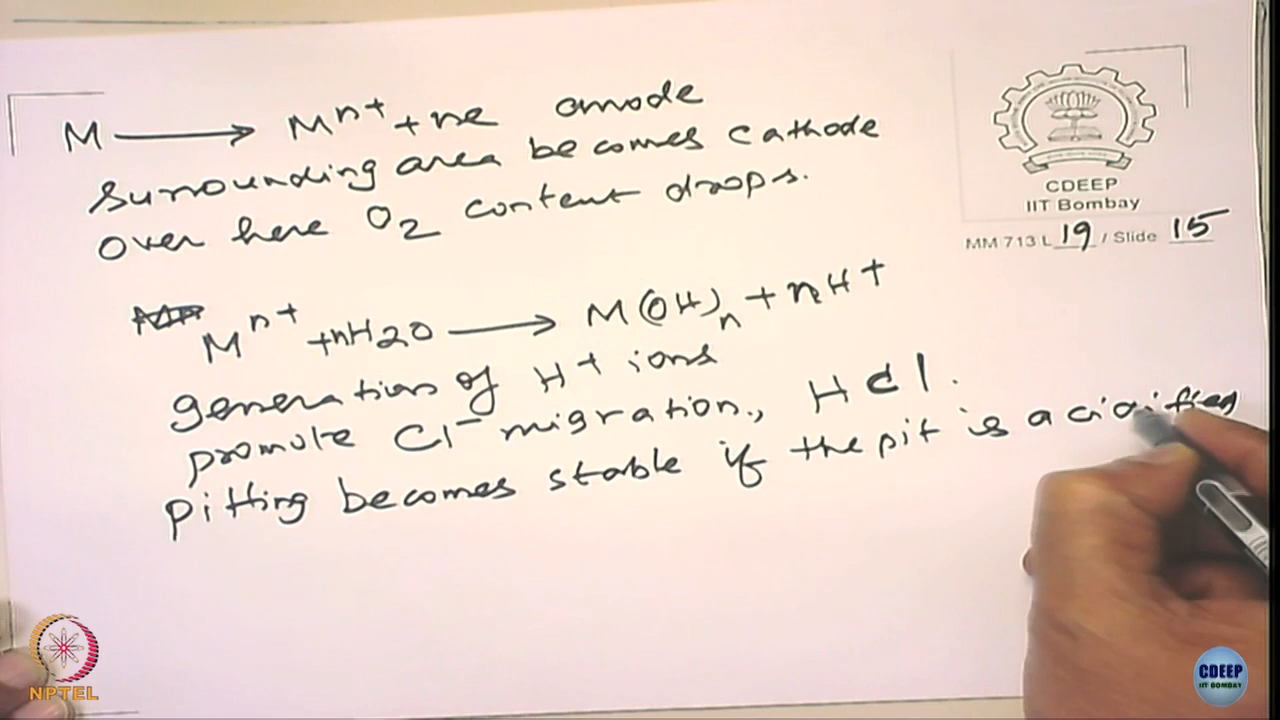 M ⟶ Mn+ + ne anode
Surrounding area becomes cathode
Over here O2 content drops.
Mn+ + nH2O ⟶ M(OH)n + nH+
generation of H+ ions
promote Cl- migration, HCl.
pitting becomes stable if the pit is acidified
CDEEP
IIT Bombay
MM 713 L 19 / Slide 15
NPTEL
CDEEP
IIT BOMBAY